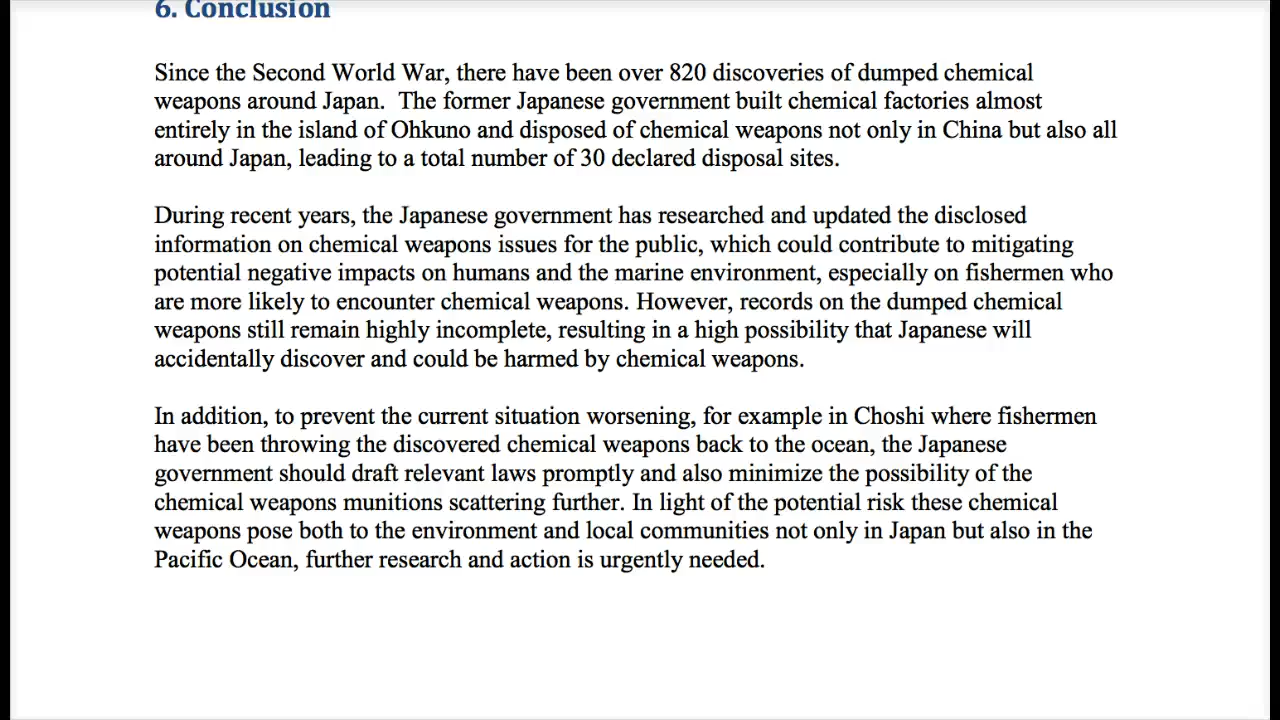 6. Conclusion
Since the Second World War, there have been over 820 discoveries of dumped chemical
weapons around Japan.  The former Japanese government built chemical factories almost
entirely in the island of Ohkuno and disposed of chemical weapons not only in China but also all
around Japan, leading to a total number of 30 declared disposal sites.
During recent years, the Japanese government has researched and updated the disclosed
information on chemical weapons issues for the public, which could contribute to mitigating
potential negative impacts on humans and the marine environment, especially on fishermen who
are more likely to encounter chemical weapons. However, records on the dumped chemical
weapons still remain highly incomplete, resulting in a high possibility that Japanese will
accidentally discover and could be harmed by chemical weapons.
In addition, to prevent the current situation worsening, for example in Choshi where fishermen
have been throwing the discovered chemical weapons back to the ocean, the Japanese
government should draft relevant laws promptly and also minimize the possibility of the
chemical weapons munitions scattering further. In light of the potential risk these chemical
weapons pose both to the environment and local communities not only in Japan but also in the
Pacific Ocean, further research and action is urgently needed.